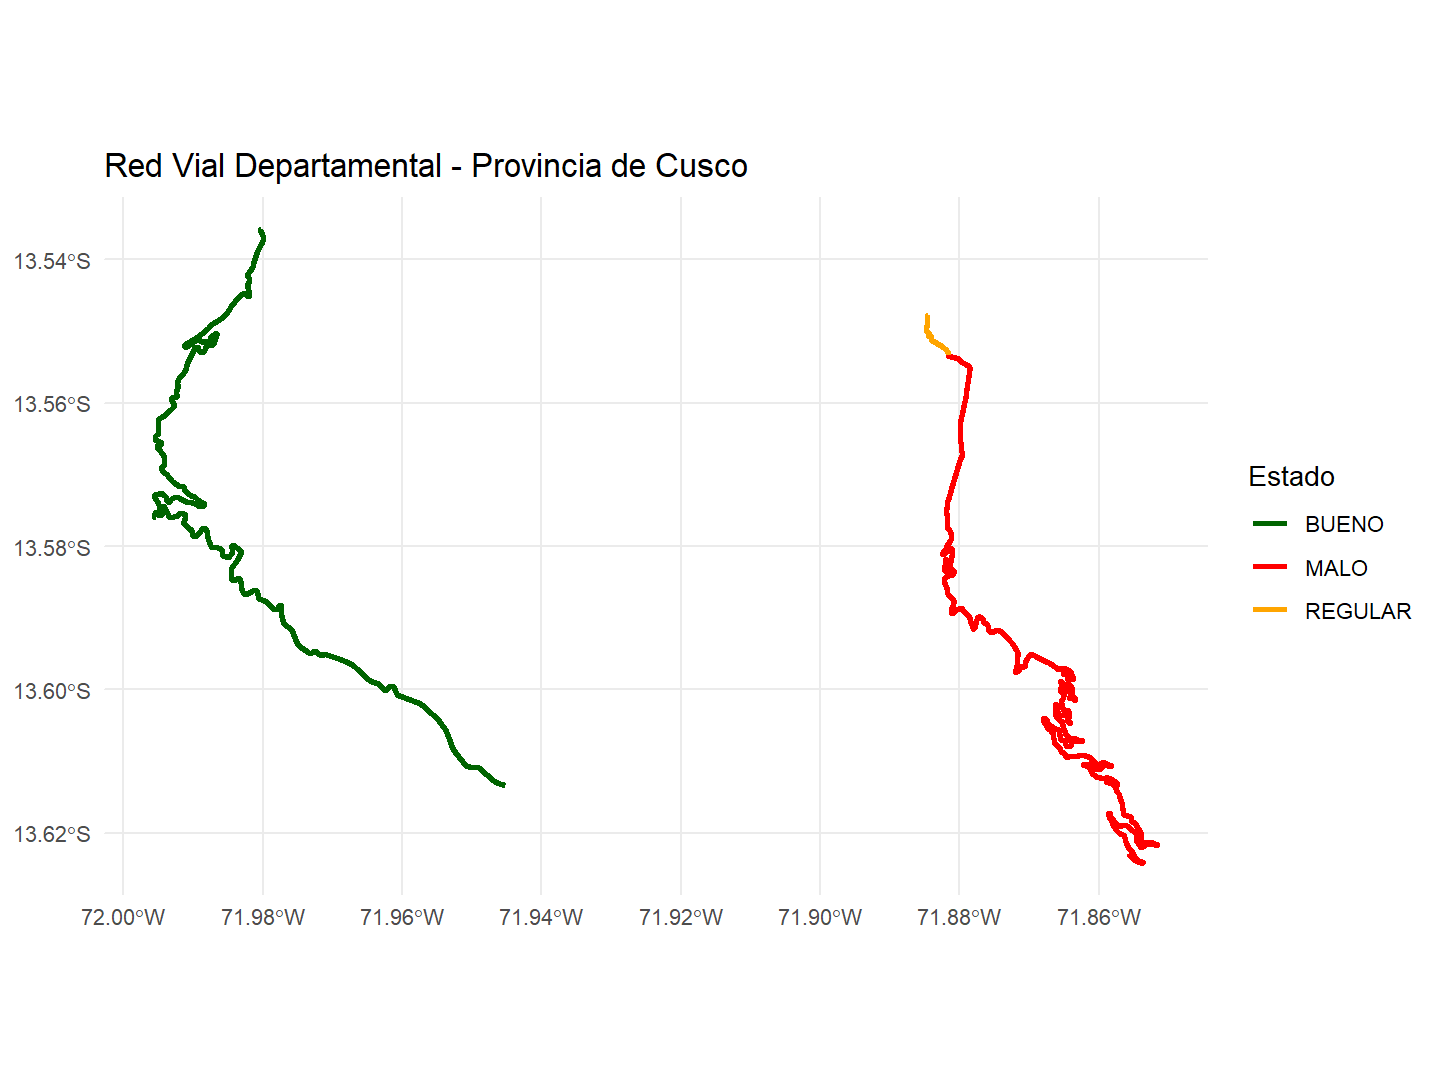 Red Vial Departamental - Provincia de Cusco
13.54°S
13.56°S
13.58°S
13.60°S
13.62°S
72.00°W 71.98°W 71.96°W 71.94°W 71.92°W 71.90°W 71.88°W 71.86°W
Estado
BUENO
MALO
REGULAR